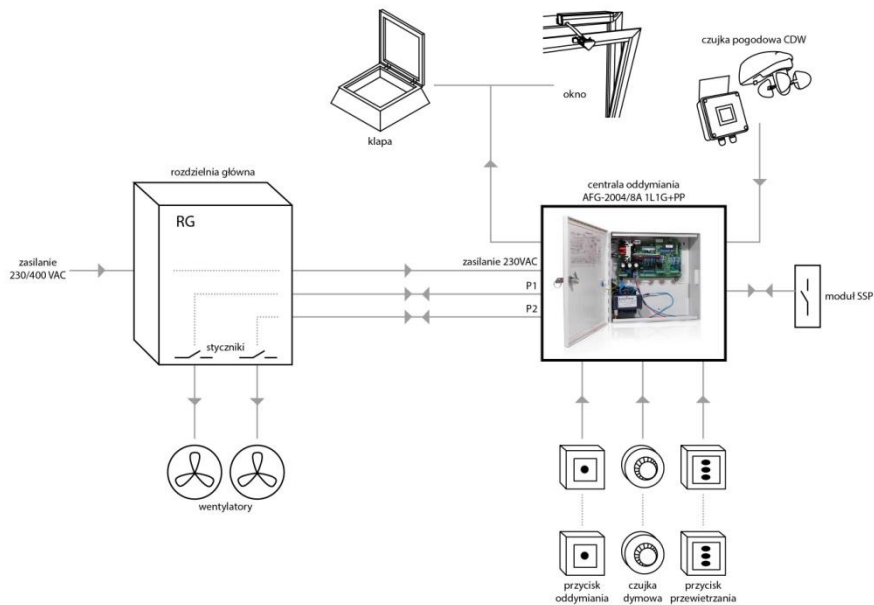 czujka pogodowa CDW
okno
klapa
rozdzielnia główna
RG
centrala oddymiania
AFG-2004/8A 1L1G+PP
zasilanie
230/400 VAC
zasilanie 230VAC
P1
P2
moduł SSP
styczniki
wentylatory
przycisk
oddymiania
czujka
dymowa
przycisk
przewietrzania